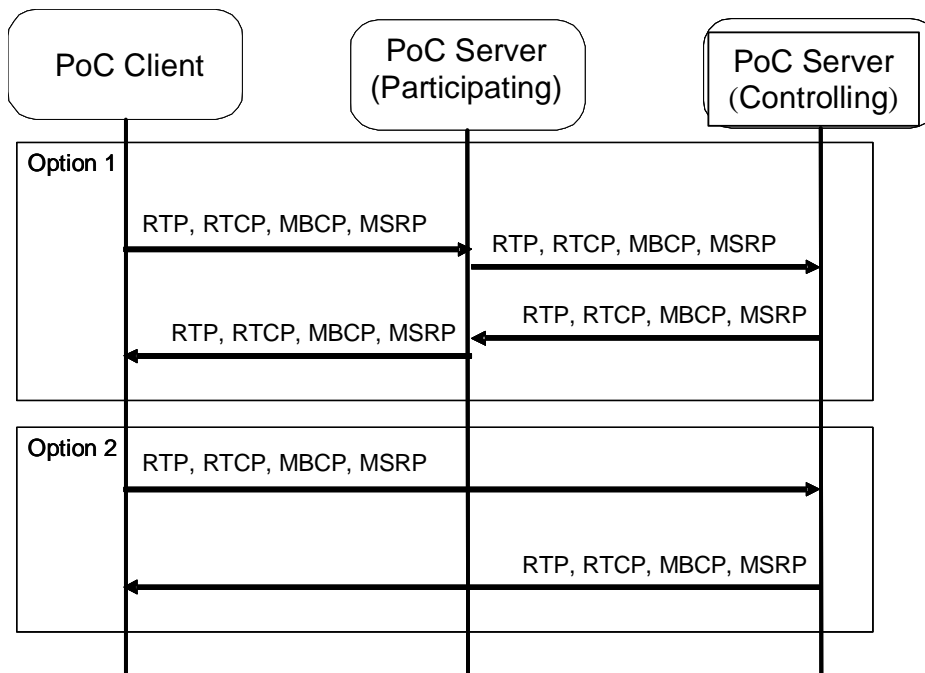 PoC Client
PoC Server
(Participating)
PoC Server
(Controlling)
Option 1
RTP, RTCP, MBCP, MSRP
RTP, RTCP, MBCP, MSRP
RTP, RTCP, MBCP, MSRP
RTP, RTCP, MBCP, MSRP
Option 2
RTP, RTCP, MBCP, MSRP
RTP, RTCP, MBCP, MSRP